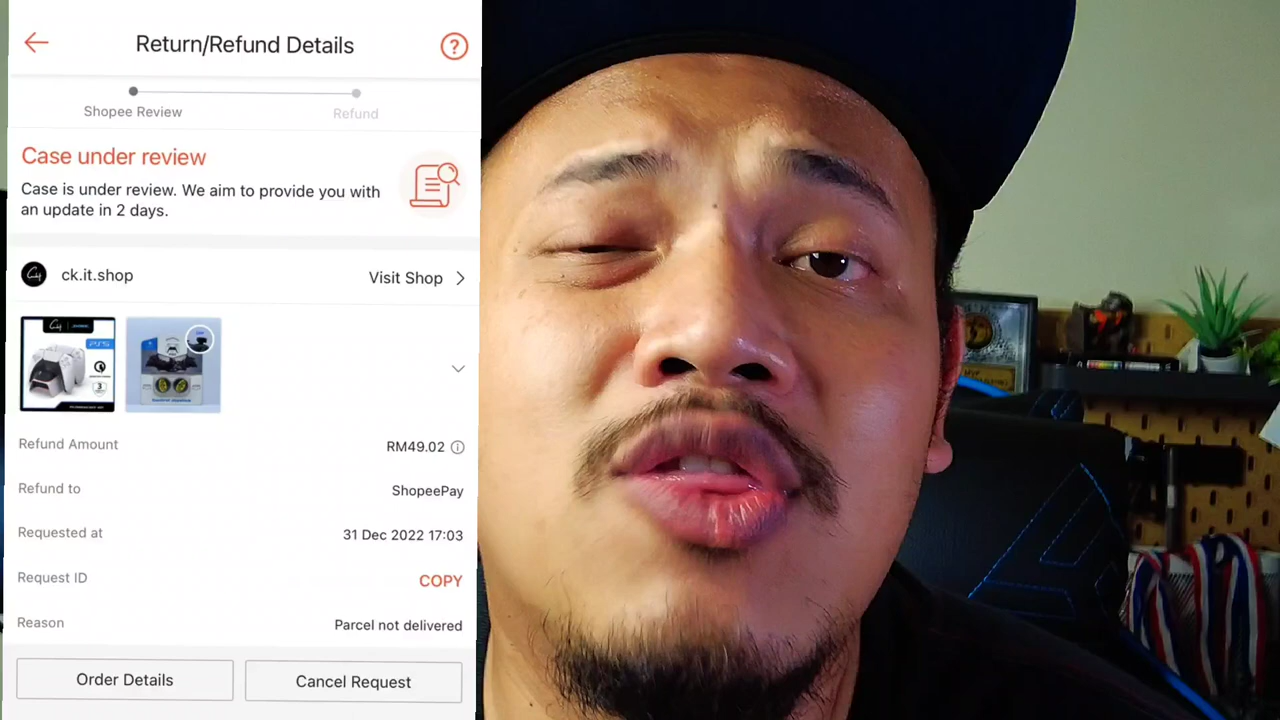 Return/Refund Details
?
Shopee Review
Refund
Case under review
Case is under review. We aim to provide you with
an update in 2 days.
ck.it.shop
Visit Shop
PS5
3
Refund Amount
RM49.02
Refund to
ShopeePay
Requested at
31 Dec 2022 17:03
Request ID
COPY
Reason
Parcel not delivered
Order Details
Cancel Request